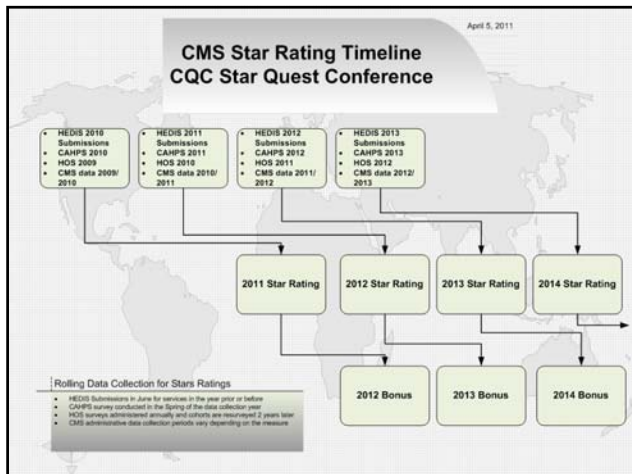 April 5, 2011
CMS Star Rating Timeline
CQC Star Quest Conference
• HEDIS 2010
Submissions
• CAHPS 2010
• HOS 2009
• CMS data 2009/
2010
• HEDIS 2011
Submissions
• CAHPS 2011
• HOS 2010
• CMS data 2010/
2011
• HEDIS 2012
Submissions
• CAHPS 2012
• HOS 2011
• CMS data 2011/
2012
• HEDIS 2013
Submissions
• CAHPS 2013
• HOS 2012
• CMS data 2012/
2013
2011 Star Rating
2012 Star Rating
2013 Star Rating
2014 Star Rating
2012 Bonus
2013 Bonus
2014 Bonus
Rolling Data Collection for Stars Ratings
• HEDIS Submissions in June for services in the year prior or before
• CAHPS survey conducted in the Spring of the data collection year
• HOS surveys administered annually and cohorts are resurveyed 2 years later
• CMS administrative data collection periods vary depending on the measure